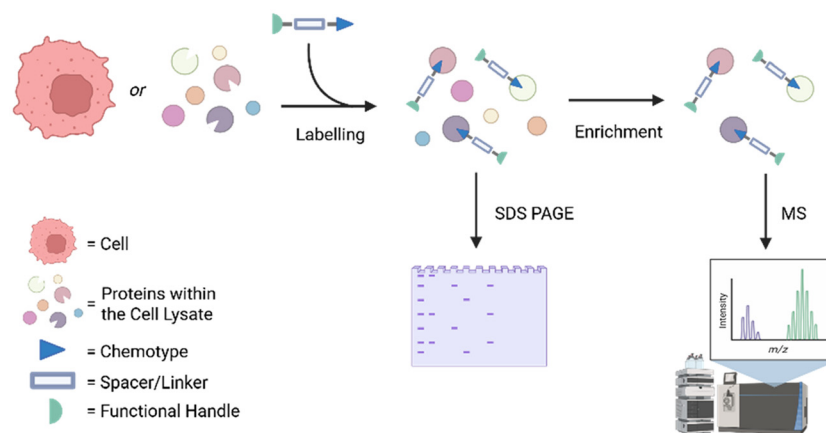 or
Labelling
Enrichment
SDS PAGE
MS
= Cell
= Proteins within
the Cell Lysate
= Chemotype
= Spacer/Linker
= Functional Handle
Intensity
m/z